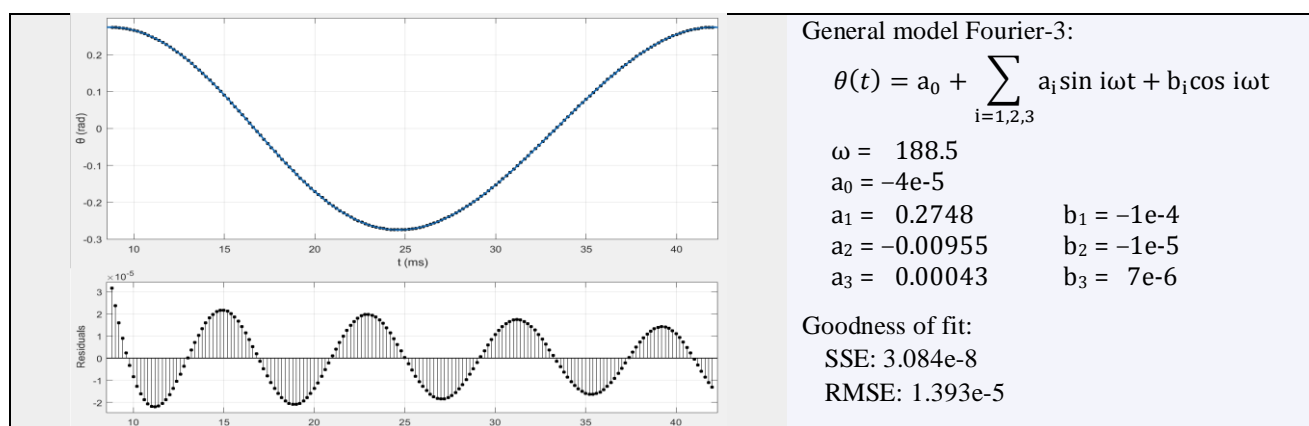 0.2
0.1
0
-0.1
-0.2
-0.3
θ (rad)
10 15 20 25 30 35 40
t (ms)
×10⁻⁵
3
2
1
0
-1
-2
Residuals
10 15 20 25 30 35 40
General model Fourier-3:
θ(t) = a₀ + ∑ aᵢsin iωt + bᵢcos iωt
i=1,2,3
ω = 188.5
a₀ = −4e-5
a₁ = 0.2748 b₁ = −1e-4
a₂ = −0.00955 b₂ = −1e-5
a₃ = 0.00043 b₃ = 7e-6
Goodness of fit:
SSE: 3.084e-8
RMSE: 1.393e-5